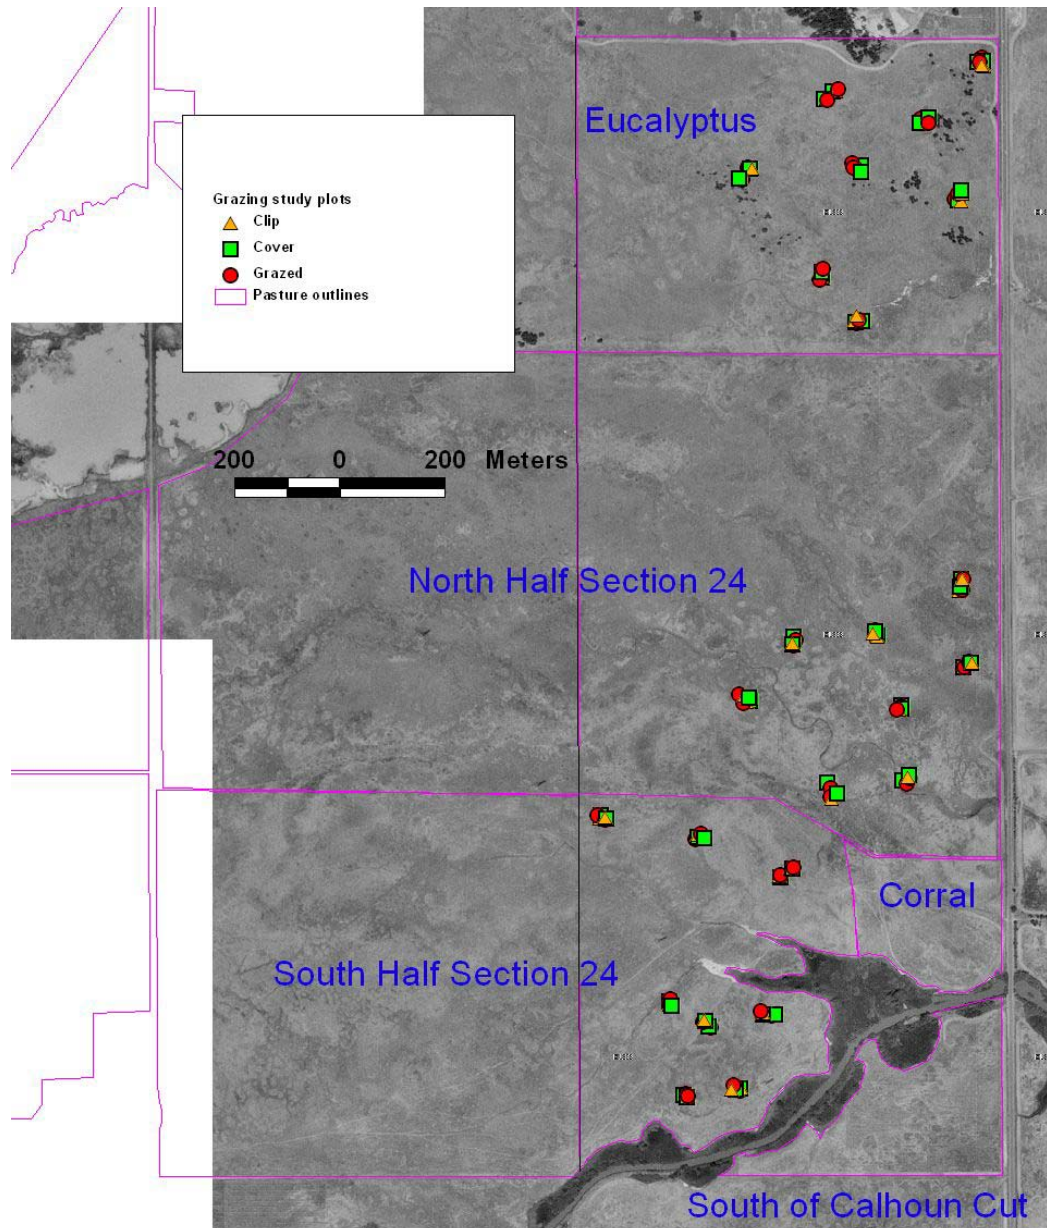 Eucalyptus
Grazing study plots
Clip
Cover
Grazed
Pasture outlines
200 0 200 Meters
North Half Section 24
Corral
South Half Section 24
South of Calhoun Cut